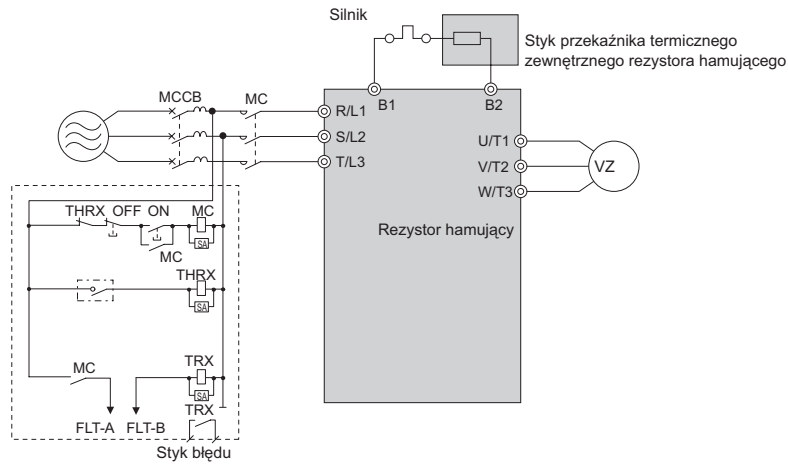 Silnik
Styk przekaźnika termicznego
zewnętrznego rezystora hamującego
B1
B2
MCCB
MC
R/L1
S/L2
T/L3
U/T1
V/T2
W/T3
VZ
Rezystor hamujący
THRX OFF ON MC
SA
MC
THRX
SA
MC
TRX
SA
TRX
FLT-A FLT-B
Styk błędu